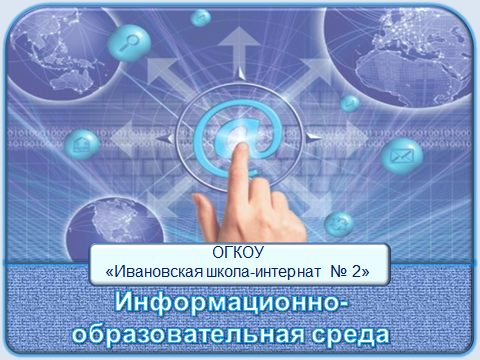 ОГКОУ
«Ивановская школа-интернат № 2»
Информационно-
образовательная среда